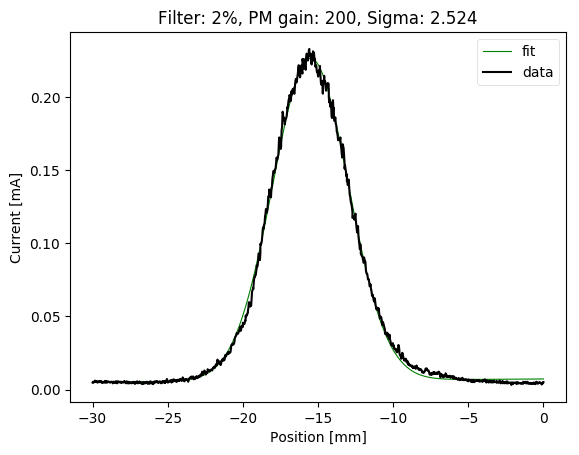 Filter: 2%, PM gain: 200, Sigma: 2.524
fit
data
0.20
0.15
0.10
0.05
0.00
Current [mA]
−30 −25 −20 −15 −10 −5 0
Position [mm]